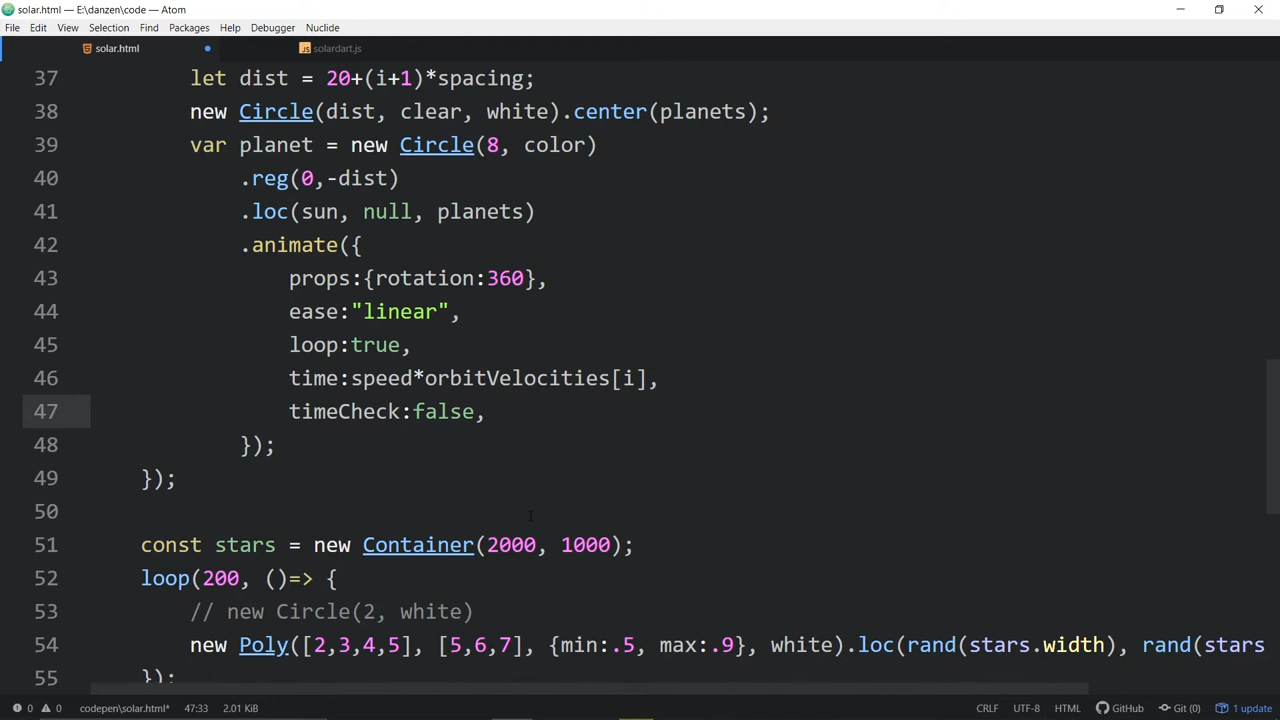 solar.html — E:\danzen\code — Atom
File Edit View Selection Find Packages Help Debugger Nuclide
solar.html solardart.js
37 let dist = 20+(i+1)*spacing;
38 new Circle(dist, clear, white).center(planets);
39 var planet = new Circle(8, color)
40 .reg(0,-dist)
41 .loc(sun, null, planets)
42 .animate({
43 props:{rotation:360},
44 ease:"linear",
45 loop:true,
46 time:speed*orbitVelocities[i],
47 timeCheck:false,
48 });
49 });
50
51 const stars = new Container(2000, 1000);
52 loop(200, ()=> {
53 // new Circle(2, white)
54 new Poly([2,3,4,5], [5,6,7], {min:.5, max:.9}, white).loc(rand(stars.width), rand(stars
55 });
0 0 codepen\solar.html* 47:33 2.01 KiB CRLF UTF-8 HTML GitHub Git (0) 1 update